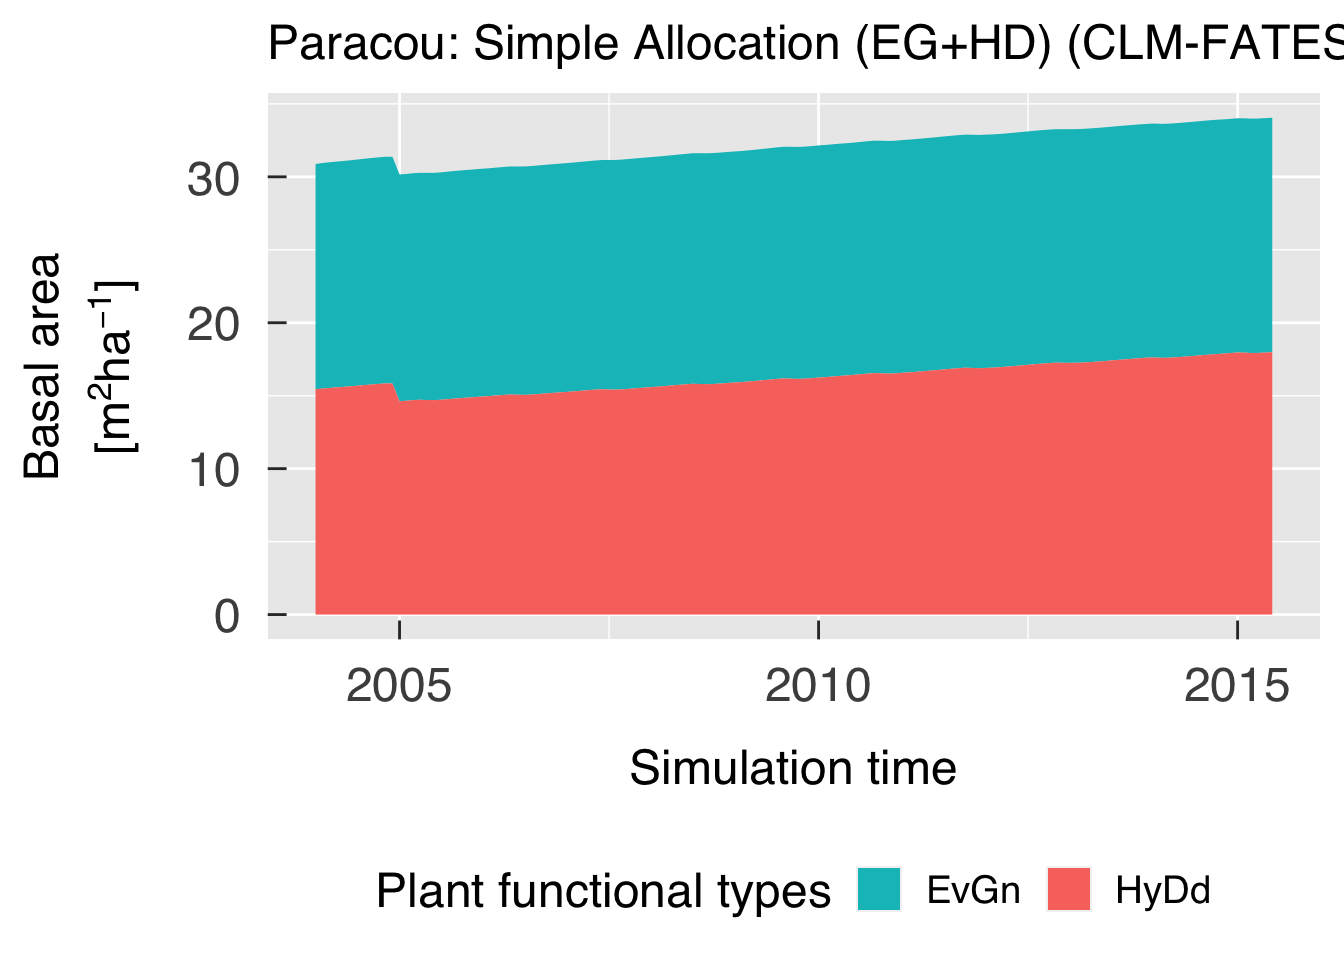 Paracou: Simple Allocation (EG+HD) (CLM-FATES
Basal area
[m²ha⁻¹]
30
20
10
0
2005 2010 2015
Simulation time
Plant functional types EvGn HyDd